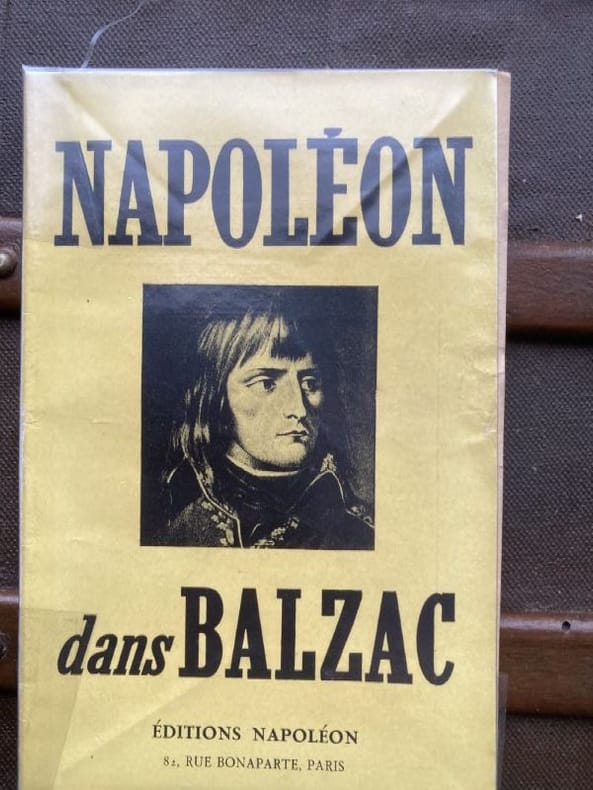 NAPOLÉON
dans BALZAC
ÉDITIONS NAPOLÉON
82, RUE BONAPARTE, PARIS